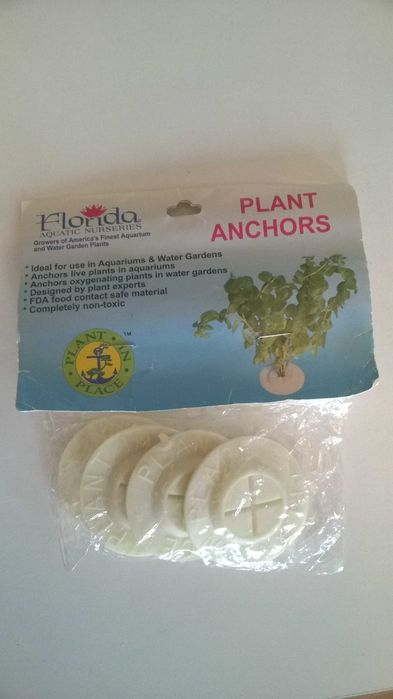 Florida
AQUATIC NURSERIES
Growers of America's Finest Aquarium
and Water Garden Plants
PLANT
ANCHORS
• Ideal for use in Aquariums & Water Gardens
• Anchors live plants in aquariums
• Anchors oxygenating plants in water gardens
• Designed by plant experts
• FDA food contact safe material
• Completely non-toxic
PLANT IN PLACE ™
PLANT
PLA
PLA